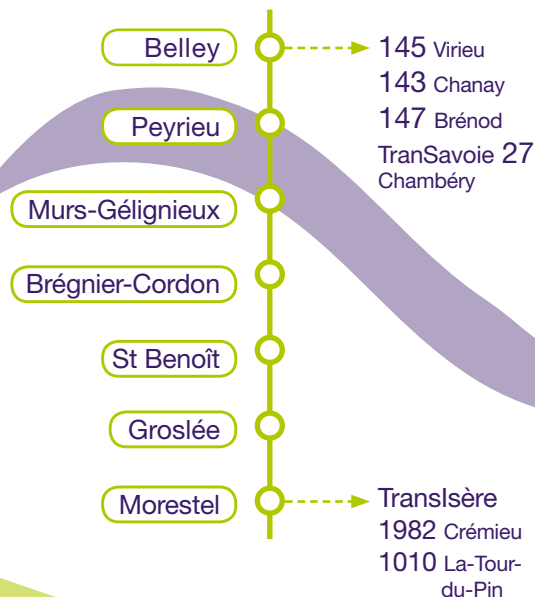 Belley
145 Virieu
143 Chanay
147 Brénod
TranSavoie 27
Chambéry
Peyrieu
Murs-Gélignieux
Brégnier-Cordon
St Benoît
Groslée
Morestel
TransIsère
1982 Crémieu
1010 La-Tour-
du-Pin